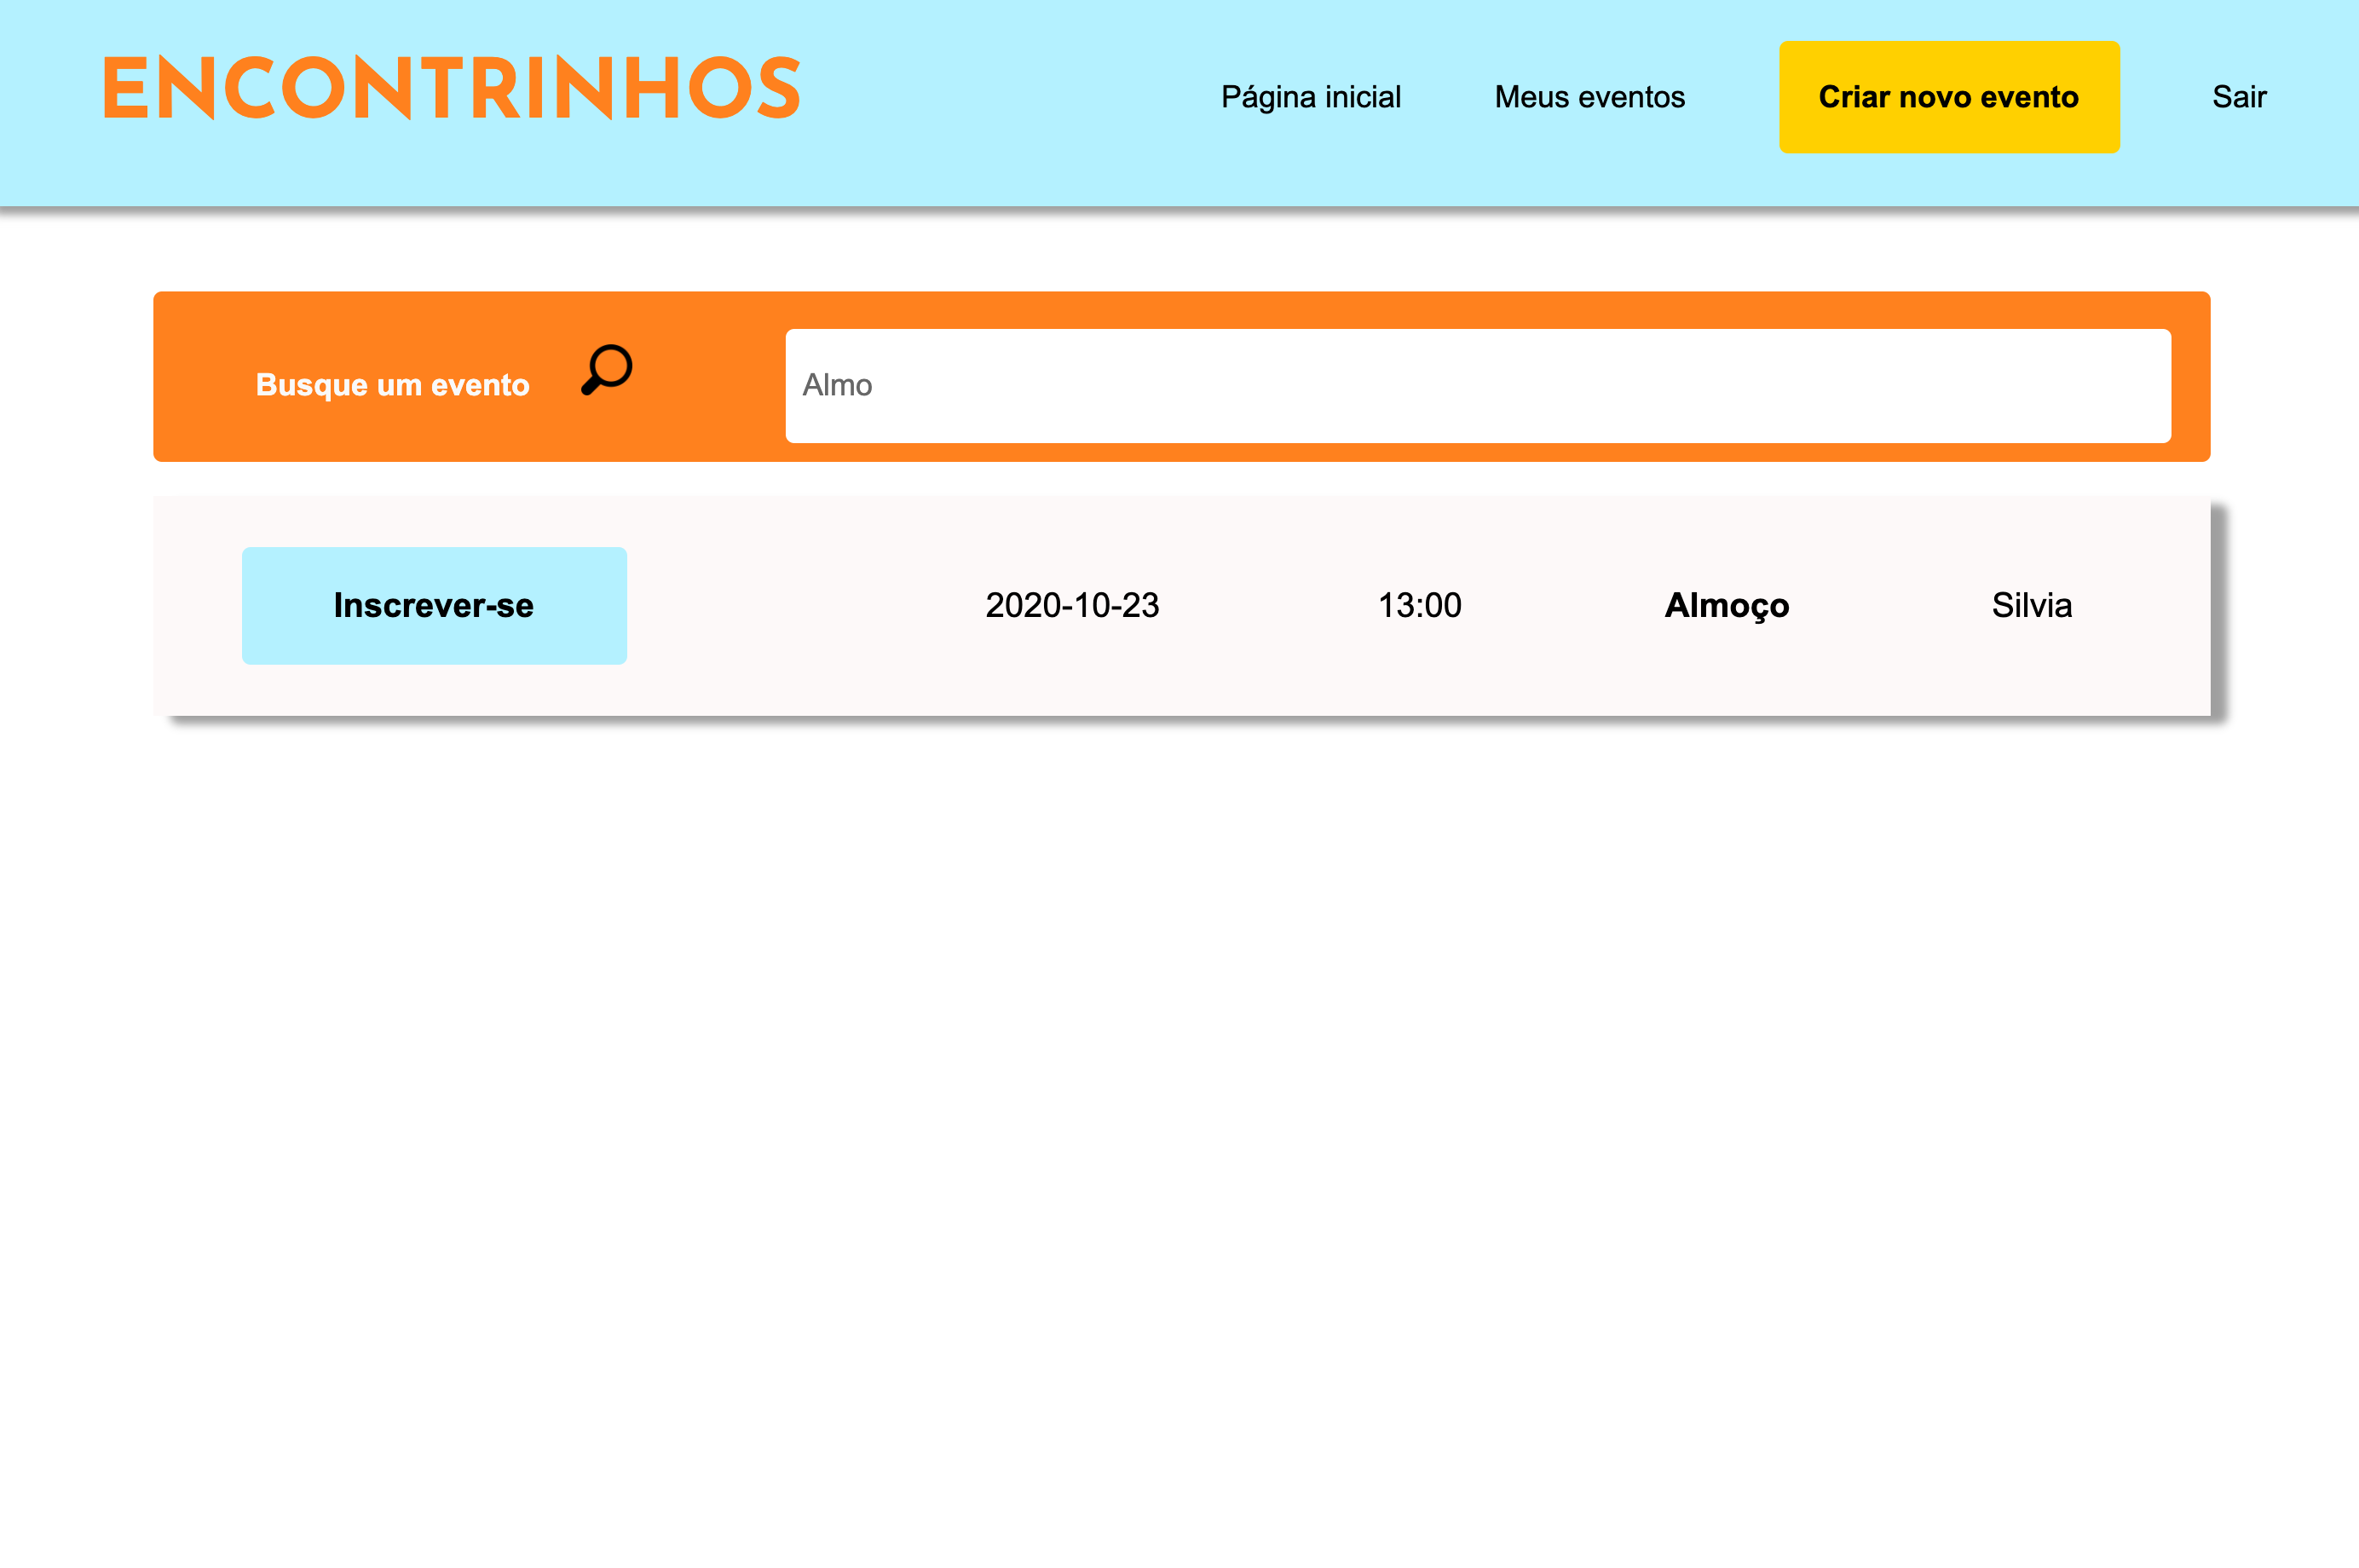 ENCONTRINHOS
Página inicial Meus eventos Criar novo evento Sair
Busque um evento Almo
Inscrever-se 2020-10-23 13:00 Almoço Silvia